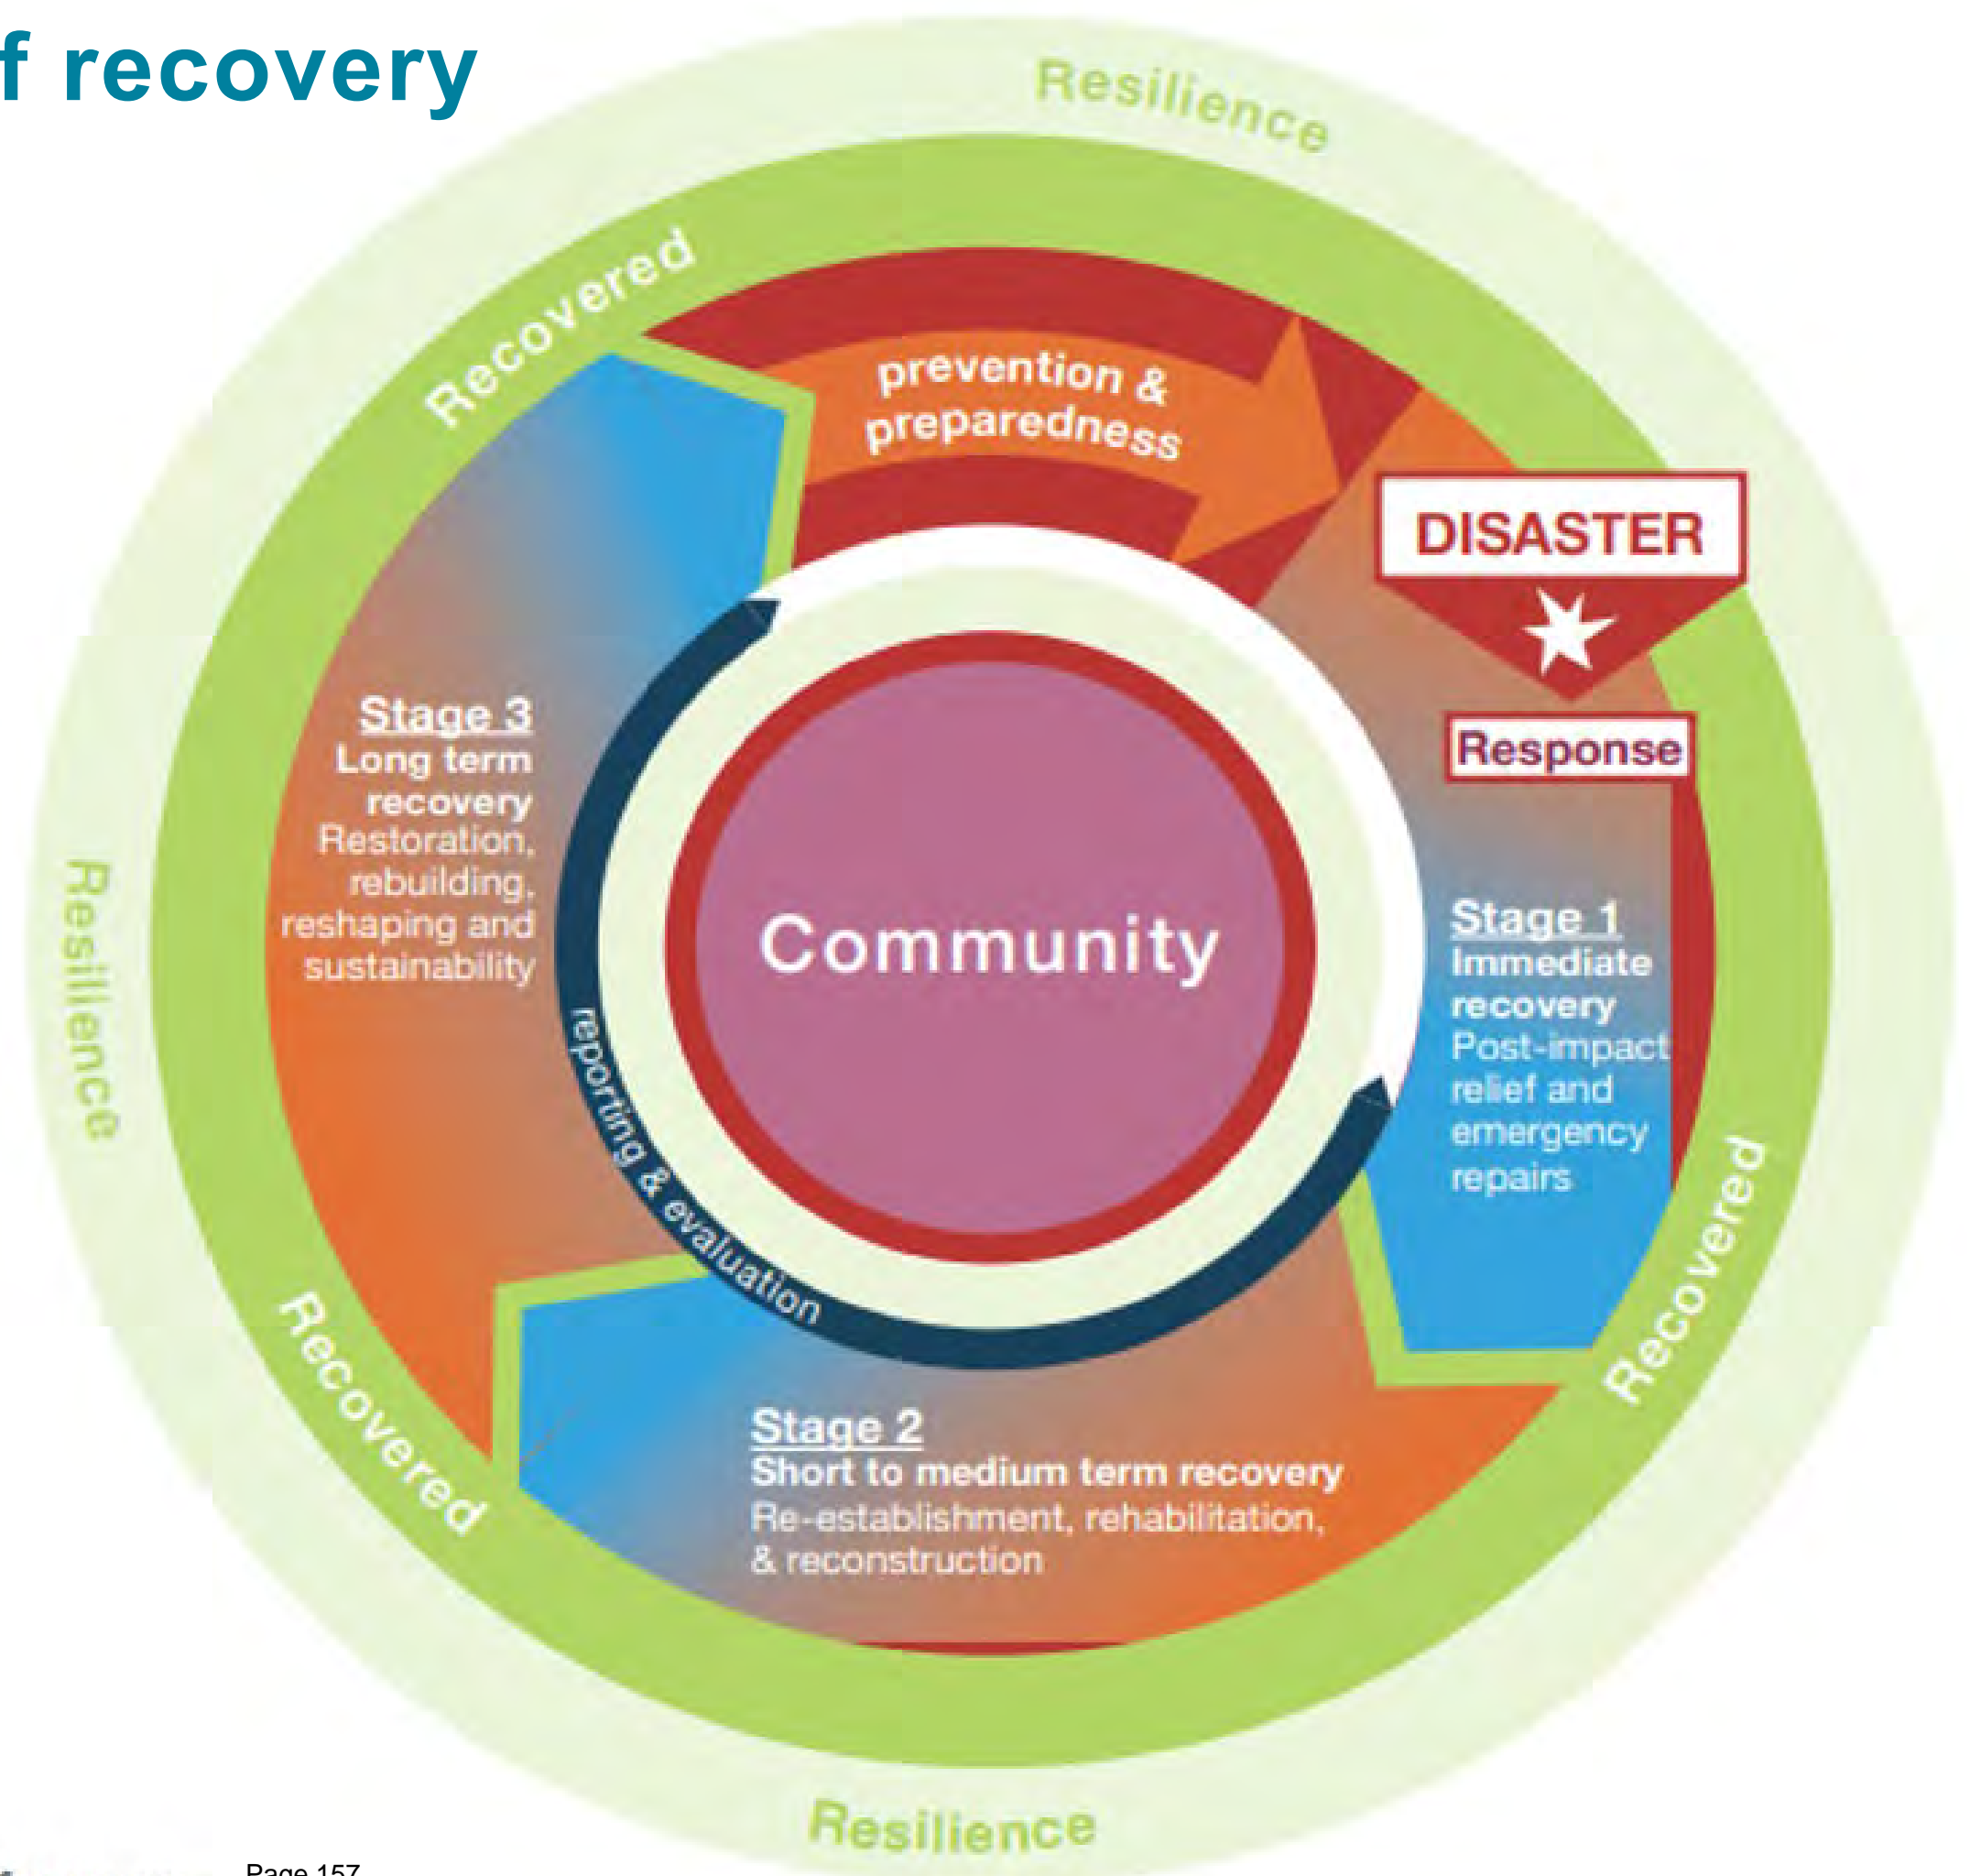 f recovery
Resilience
Recovered
prevention &
preparedness
DISASTER
Response
Stage 1
Immediate
recovery
Post-impact
relief and
emergency
repairs
Recovered
Stage 2
Short to medium term recovery
Re-establishment, rehabilitation,
& reconstruction
Recovered
Stage 3
Long term
recovery
Restoration,
rebuilding,
reshaping and
sustainability
reporting & evaluation
Community
Resilience
Resilience
Page 157